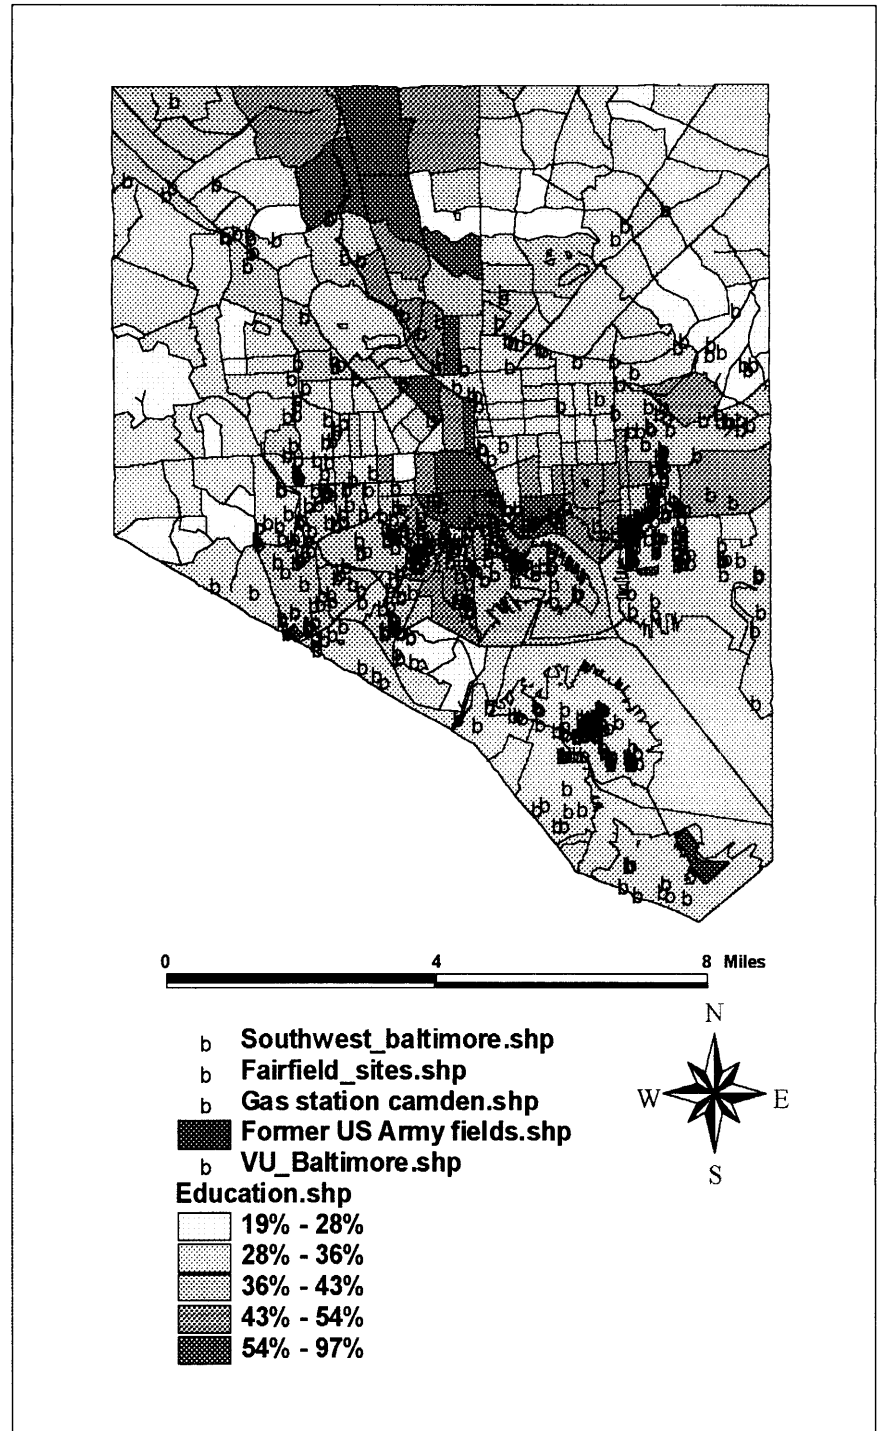 0 4 8 Miles
b Southwest_baltimore.shp
b Fairfield_sites.shp
b Gas station camden.shp
Former US Army fields.shp
b VU_Baltimore.shp
Education.shp
19% - 28%
28% - 36%
36% - 43%
43% - 54%
54% - 97%
N
W E
S